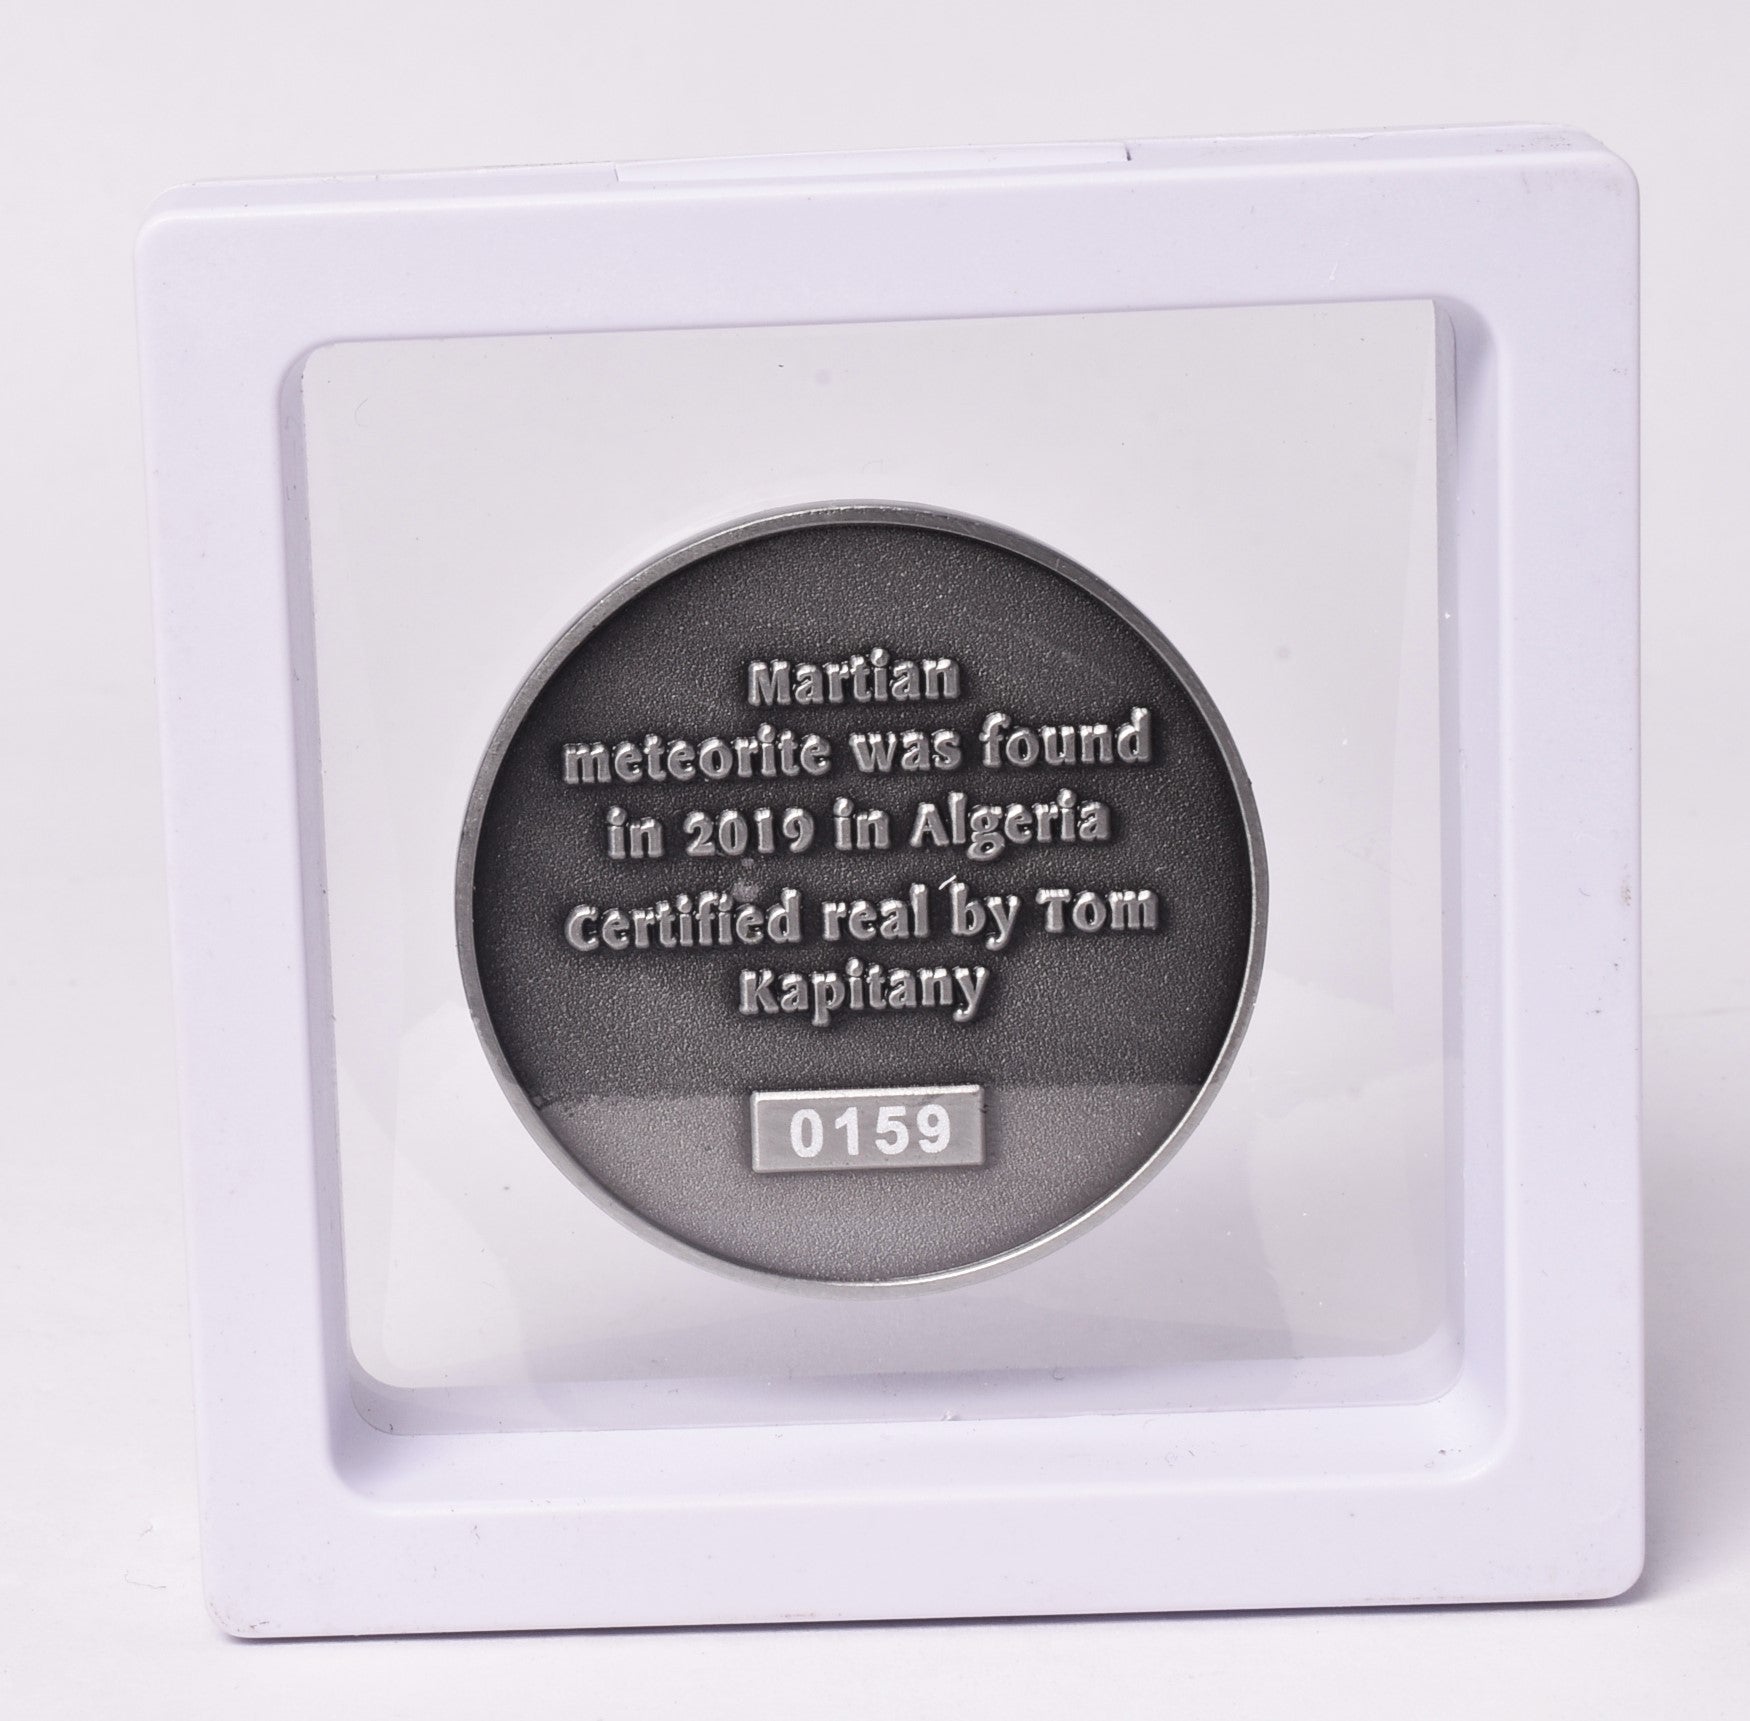 Martian
meteorite was found
in 2019 in Algeria
Certified real by Tom
Kapitany
0159